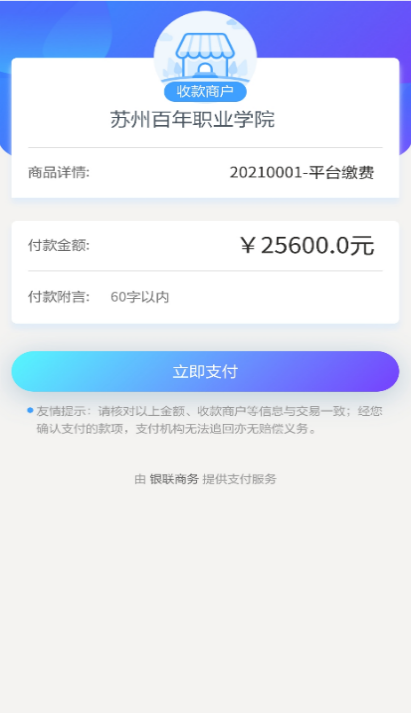 收款商户
苏州百年职业学院
商品详情: 20210001-平台缴费
付款金额: ￥25600.0元
付款附言: 60字以内
立即支付
友情提示：请核对以上金额、收款商户等信息与交易一致；经您
确认支付的款项，支付机构无法追回亦无赔偿义务。
由 银联商务 提供支付服务